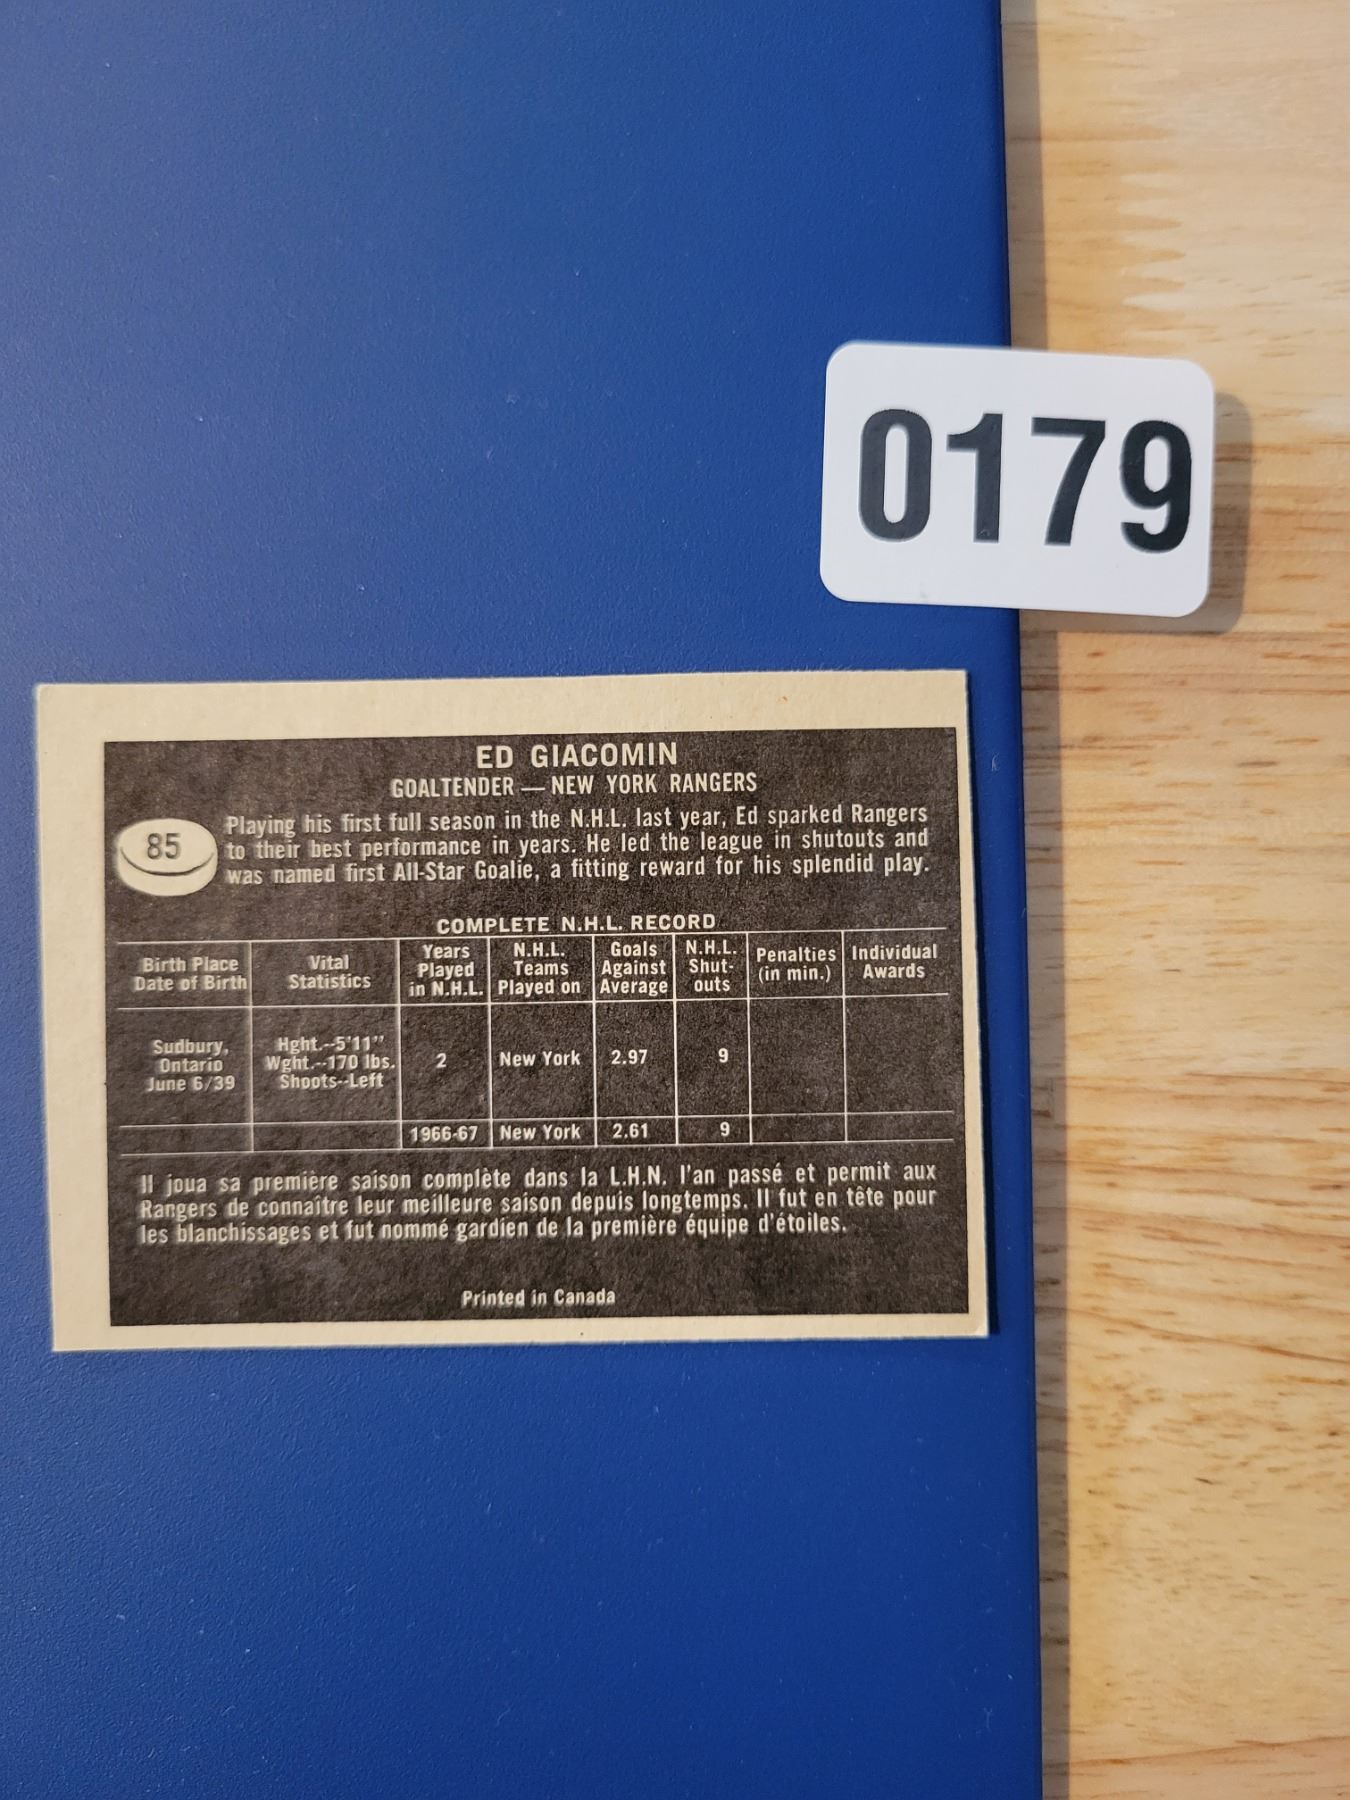 0179
ED GIACOMIN
GOALTENDER — NEW YORK RANGERS
85
Playing his first full season in the N.H.L. last year, Ed sparked Rangers
to their best performance in years. He led the league in shutouts and
was named first All-Star Goalie, a fitting reward for his splendid play.
COMPLETE N.H.L. RECORD
Birth Place
Date of Birth
Vital
Statistics
Years
Played
in N.H.L.
N.H.L.
Teams
Played on
Goals
Against
Average
N.H.L.
Shut-
outs
Penalties
(in min.)
Individual
Awards
Sudbury,
Ontario
June 6/39
Hght.--5'11"
Wght.--170 lbs.
Shoots--Left
2
New York
2.97
9
1966-67
New York
2.61
9
Il joua sa première saison complète dans la L.H.N. l'an passé et permit aux
Rangers de connaître leur meilleure saison depuis longtemps. Il fut en tête pour
les blanchissages et fut nommé gardien de la première équipe d'étoiles.
Printed in Canada